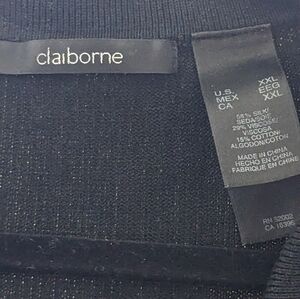 claiborne
U.S. XXL
MEX EEG
CA XXL
56% SILK/
SEDA/SOIE
29% VISCOSE/
VISCOSA
15% COTTON/
ALGODON/COTON
MADE IN CHINA
HECHO EN CHINA
FABRIQUE EN CHINE
RN 52002
CA 15396